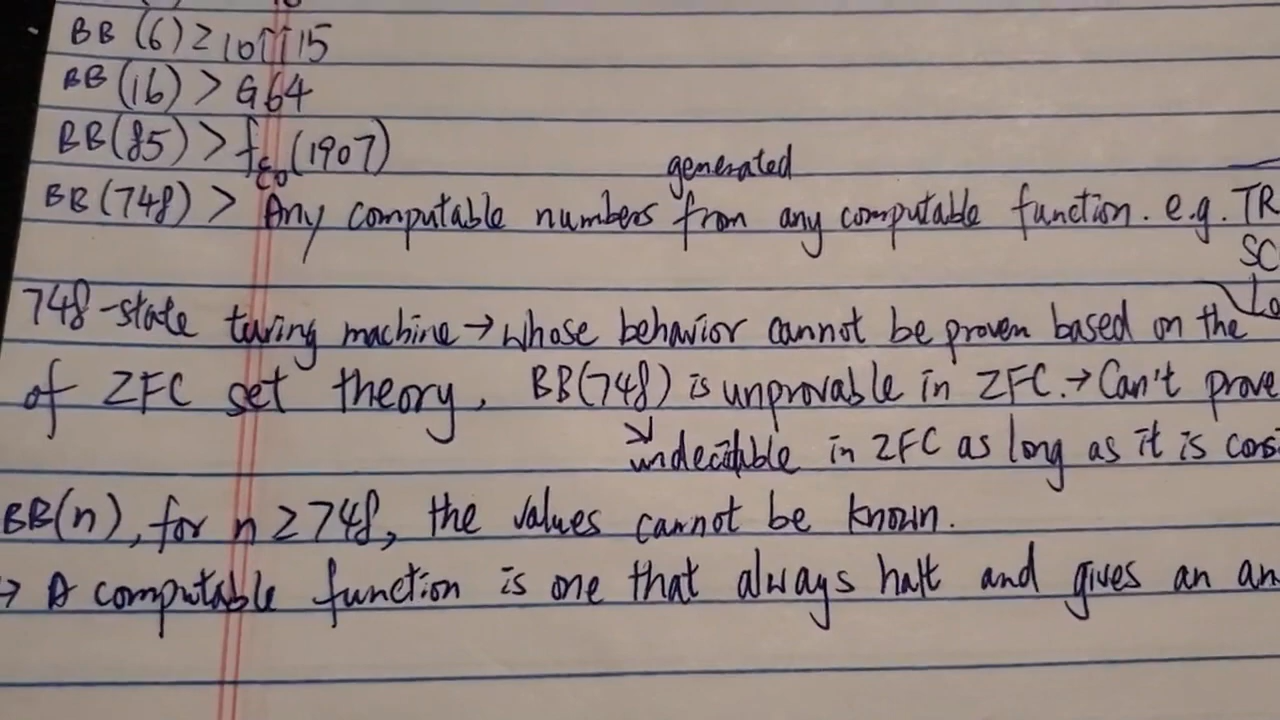 BB(6) ≥ 10↑↑15
BB(16) > G64
BB(85) > fε₀(1907)
generated
BB(748) > Any computable numbers from any computable function. e.g. TR
SC
748-state turing machine → whose behavior cannot be proven based on the
of ZFC set theory. BB(748) is unprovable in ZFC. → Can't prove
undecidable in ZFC as long as it is cons
BB(n), for n ≥ 748, the values cannot be known.
→ A computable function is one that always halt and gives an an